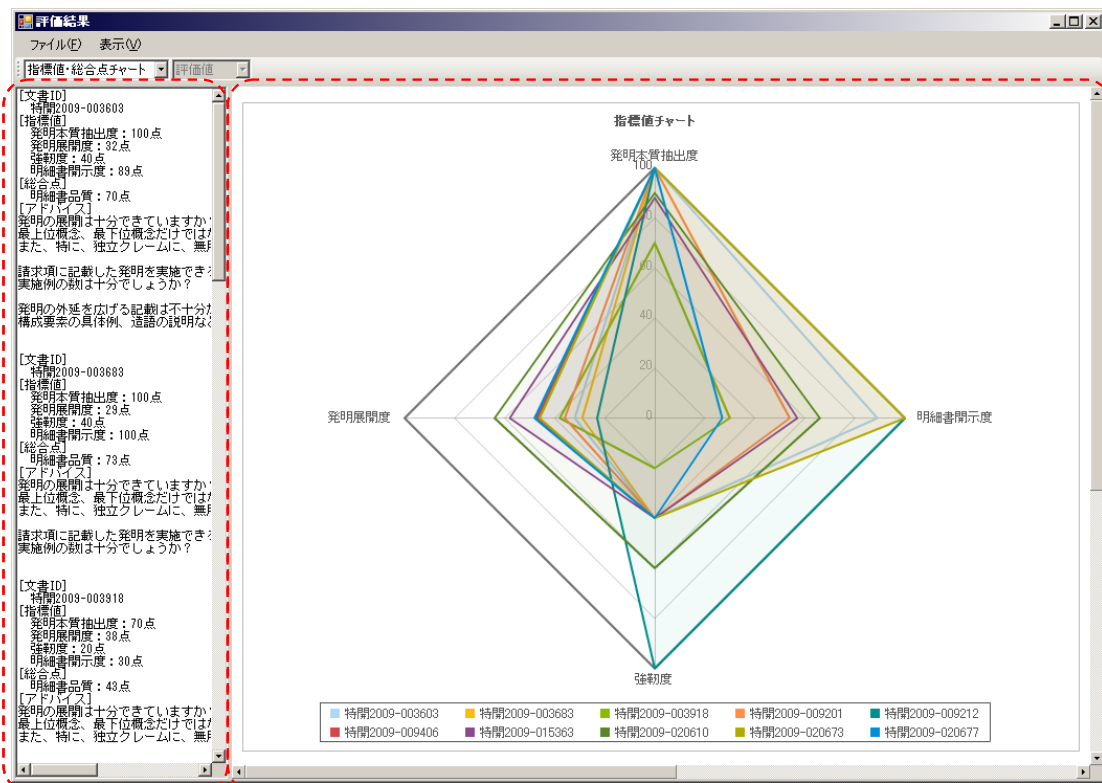 評価結果
ファイル(F) 表示(V)
指標値・総合点チャート 評価値
[文書ID]
特開2009-003603
[指標値]
発明本質抽出度：100点
発明展開度：32点
強靭度：40点
明細書開示度：89点
[総合点]
明細書品質：70点
[アドバイス]
発明の展開は十分できていますか
最上位概念、最下位概念だけでは
また、特に、独立クレームに、無
請求項に記載した発明を実施でき
実施例の数は十分でしょうか？
発明の外延を広げる記載は不十分
構成要素の具体例、造語の説明な
[文書ID]
特開2009-003683
[指標値]
発明本質抽出度：100点
発明展開度：29点
強靭度：40点
明細書開示度：100点
[総合点]
明細書品質：73点
[アドバイス]
発明の展開は十分できていますか
最上位概念、最下位概念だけでは
また、特に、独立クレームに、無
請求項に記載した発明を実施でき
実施例の数は十分でしょうか？
[文書ID]
特開2009-003918
[指標値]
発明本質抽出度：70点
発明展開度：38点
強靭度：20点
明細書開示度：30点
[総合点]
明細書品質：43点
[アドバイス]
発明の展開は十分できていますか
最上位概念、最下位概念だけでは
また、特に、独立クレームに、無
指標値チャート
発明本質抽出度
100
60
40
20
0
発明展開度
明細書開示度
強靭度
特開2009-003603 特開2009-003683 特開2009-003918 特開2009-009201 特開2009-009212
特開2009-009406 特開2009-015363 特開2009-020610 特開2009-020673 特開2009-020677